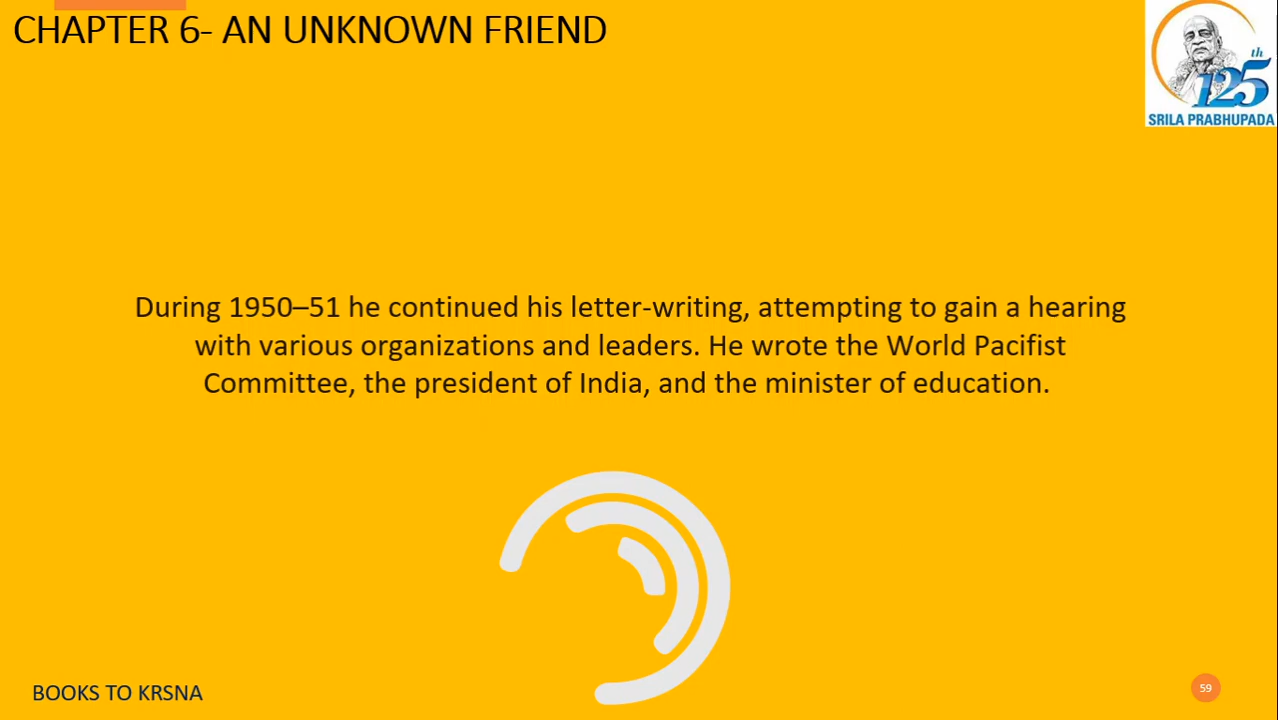 CHAPTER 6- AN UNKNOWN FRIEND
th
125
SRILA PRABHUPADA
During 1950–51 he continued his letter-writing, attempting to gain a hearing
with various organizations and leaders. He wrote the World Pacifist
Committee, the president of India, and the minister of education.
BOOKS TO KRSNA
59